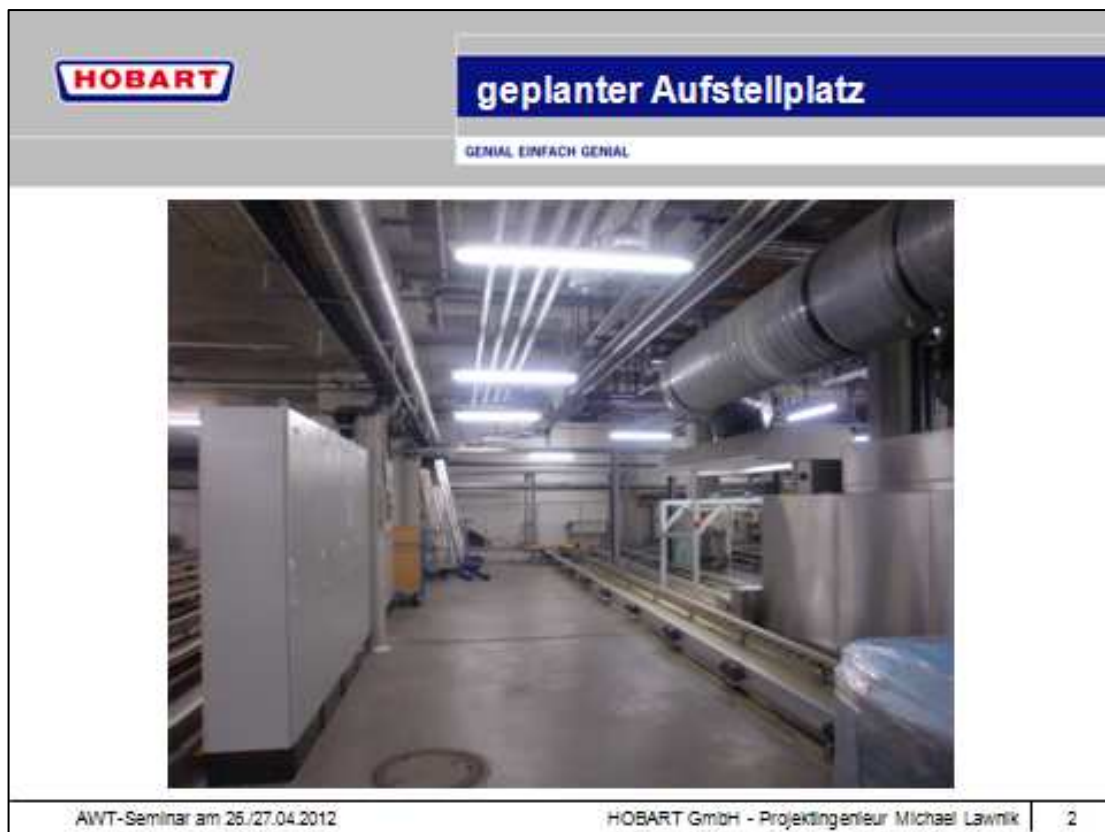 HOBART
geplanter Aufstellplatz
GENIAL EINFACH GENIAL
AWT-Seminar am 26./27.04.2012
HOBART GmbH - Projektingenieur Michael Lawnik
2